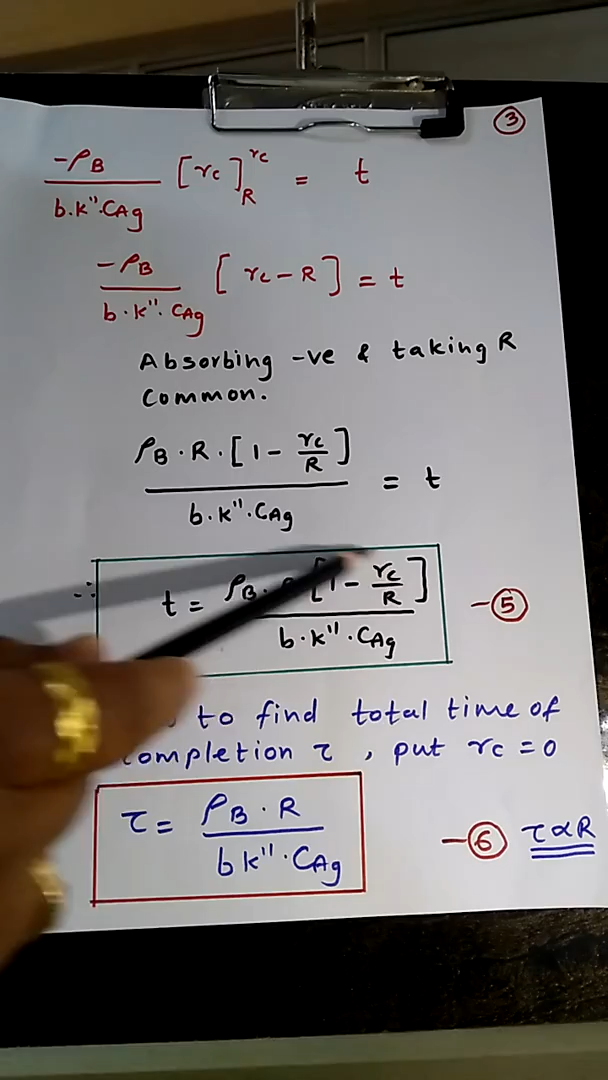 ③
-ρB / b.k".CAg [rc]R^rc = t
-ρB / b.k".CAg [rc - R] = t
Absorbing -ve & taking R
common.
ρB.R.[1 - rc/R] / b.k".CAg = t
∴ t = ρB. [1 - rc/R] / b.k".CAg -⑤
to find total time of
completion τ, put rc = 0
τ = ρB.R / bk".CAg -⑥ τ∝R